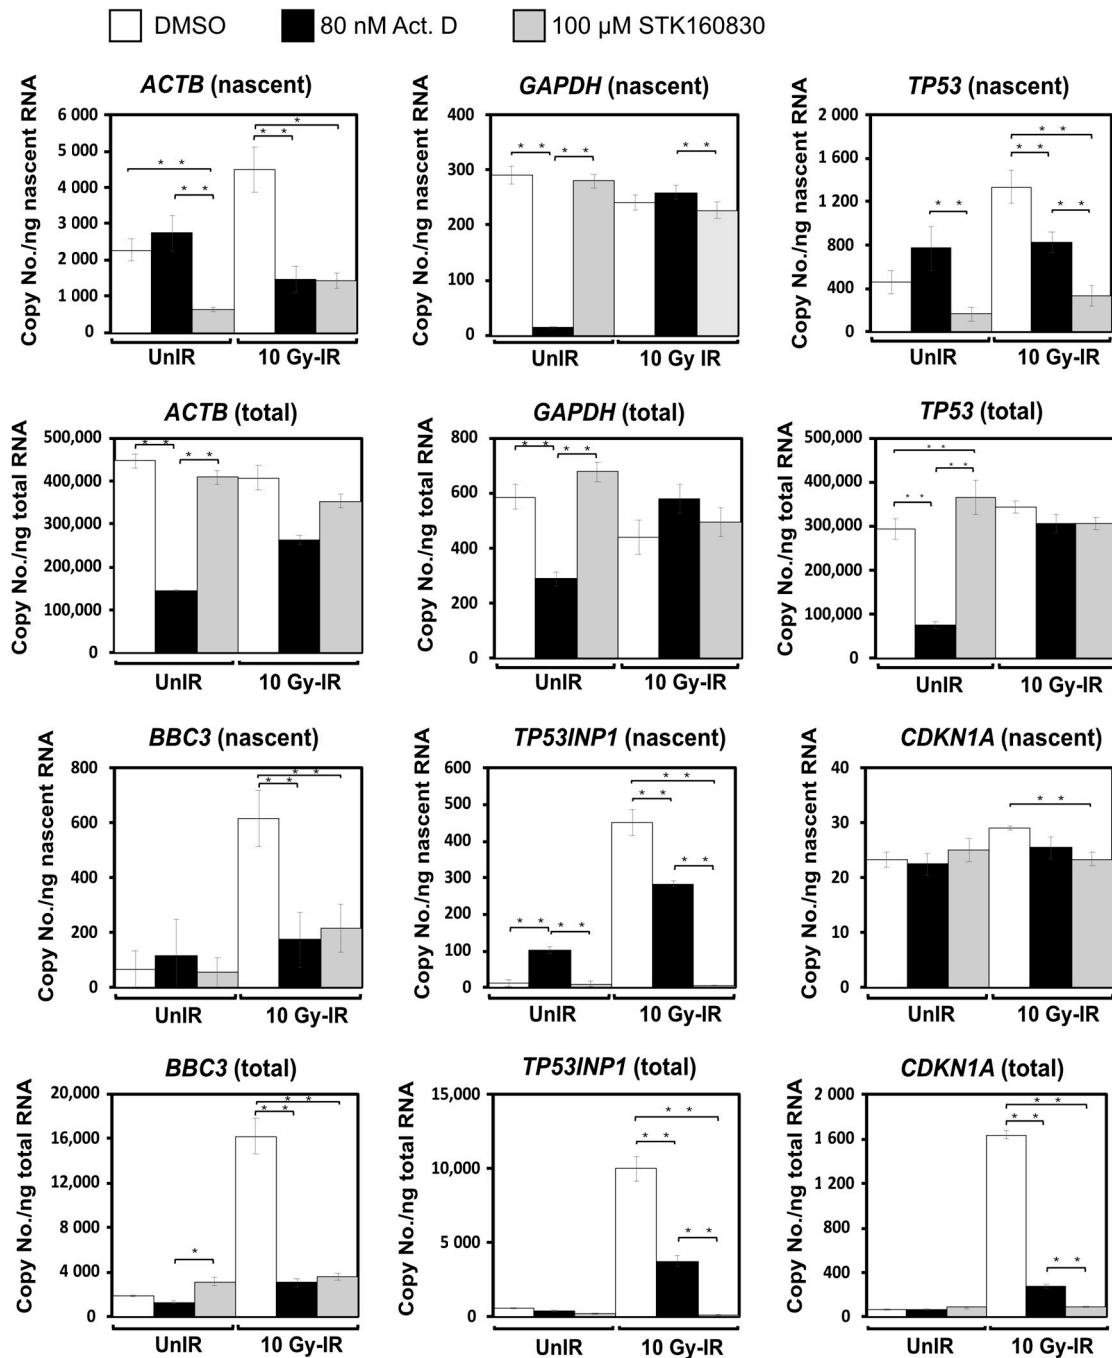 DMSO 80 nM Act. D 100 µM STK160830
ACTB (nascent)
Copy No./ng nascent RNA
6 000
5 000
4 000
3 000
2 000
1 000
0
* *
* *
* *
*
UnIR 10 Gy-IR
GAPDH (nascent)
Copy No./ng nascent RNA
400
300
200
100
0
* *
* *
* *
UnIR 10 Gy IR
TP53 (nascent)
Copy No./ng nascent RNA
2 000
1 600
1 200
800
400
0
* *
* *
* *
* *
UnIR 10 Gy-IR
ACTB (total)
Copy No./ng total RNA
500,000
400,000
300,000
200,000
100,000
0
* *
* *
UnIR 10 Gy-IR
GAPDH (total)
Copy No./ng total RNA
800
600
400
200
0
* *
* *
UnIR 10 Gy-IR
TP53 (total)
Copy No./ng total RNA
500,000
400,000
300,000
200,000
100,000
0
* *
* *
* *
UnIR 10 Gy-IR
BBC3 (nascent)
Copy No./ng nascent RNA
800
600
400
200
0
* *
* *
UnIR 10 Gy-IR
TP53INP1 (nascent)
Copy No./ng nascent RNA
600
500
400
300
200
100
0
* *
* *
* *
* *
* *
UnIR 10 Gy-IR
CDKN1A (nascent)
Copy No./ng nascent RNA
40
30
20
10
0
* *
UnIR 10 Gy-IR
BBC3 (total)
Copy No./ng total RNA
20,000
16,000
12,000
8 000
4 000
0
*
* *
* *
UnIR 10 Gy-IR
TP53INP1 (total)
Copy No./ng total RNA
15,000
10,000
5 000
0
* *
* *
* *
UnIR 10 Gy-IR
CDKN1A (total)
Copy No./ng total RNA
2 000
1 600
1 200
800
400
0
* *
* *
* *
UnIR 10 Gy-IR